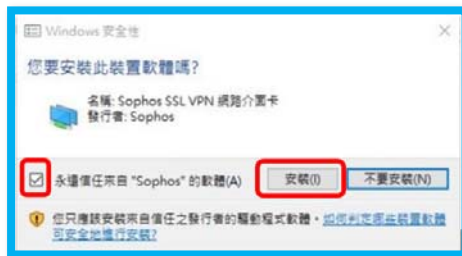 Windows 安全性
您要安裝此裝置軟體嗎?
名稱: Sophos SSL VPN 網路介面卡
發行者: Sophos
永遠信任來自 "Sophos" 的軟體(A)
安裝(I)
不要安裝(N)
您只應該安裝來自信任之發行者的驅動程式軟體。如何判定哪些裝置軟體
可安全地進行安裝?